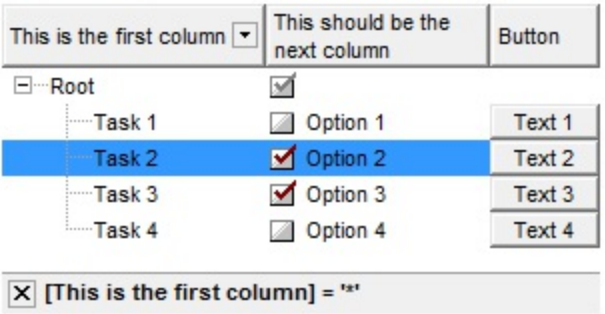 This is the first column
This should be the
next column
Button
Root
Task 1 Option 1 Text 1
Task 2 Option 2 Text 2
Task 3 Option 3 Text 3
Task 4 Option 4 Text 4
[This is the first column] = '*'